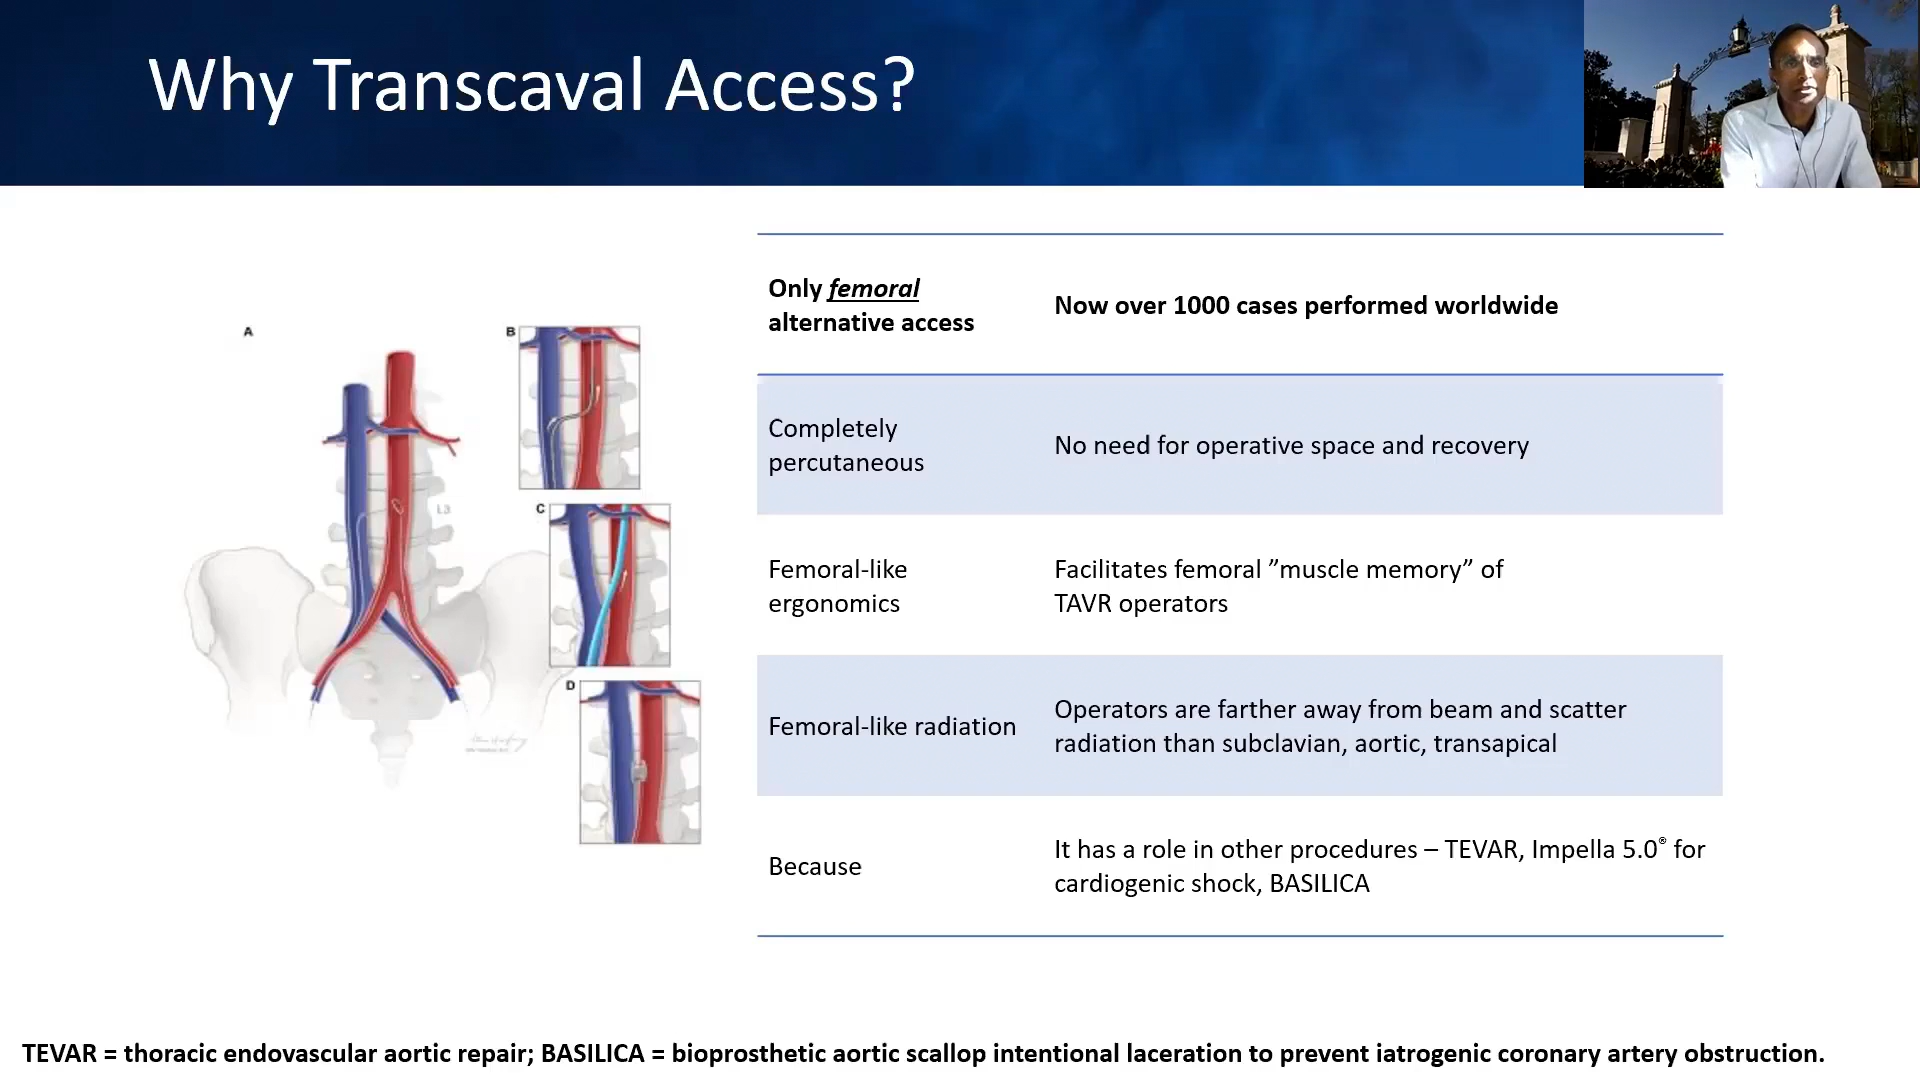 Why Transcaval Access?
A
B
L3
C
D
Only femoral
alternative access
Now over 1000 cases performed worldwide
Completely
percutaneous
No need for operative space and recovery
Femoral-like
ergonomics
Facilitates femoral ”muscle memory” of
TAVR operators
Femoral-like radiation
Operators are farther away from beam and scatter
radiation than subclavian, aortic, transapical
Because
It has a role in other procedures – TEVAR, Impella 5.0® for
cardiogenic shock, BASILICA
TEVAR = thoracic endovascular aortic repair; BASILICA = bioprosthetic aortic scallop intentional laceration to prevent iatrogenic coronary artery obstruction.